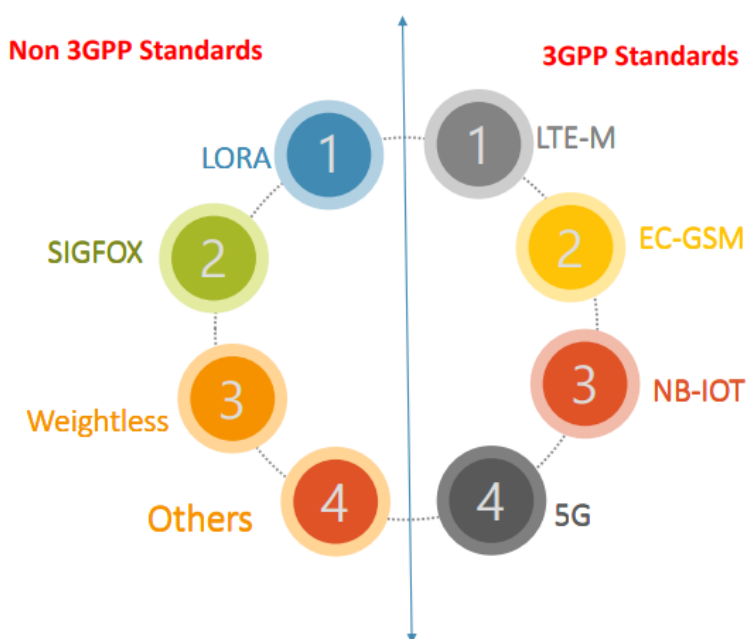 Non 3GPP Standards
3GPP Standards
LORA
1
1
LTE-M
SIGFOX
2
2
EC-GSM
Weightless
3
3
NB-IOT
Others
4
4
5G